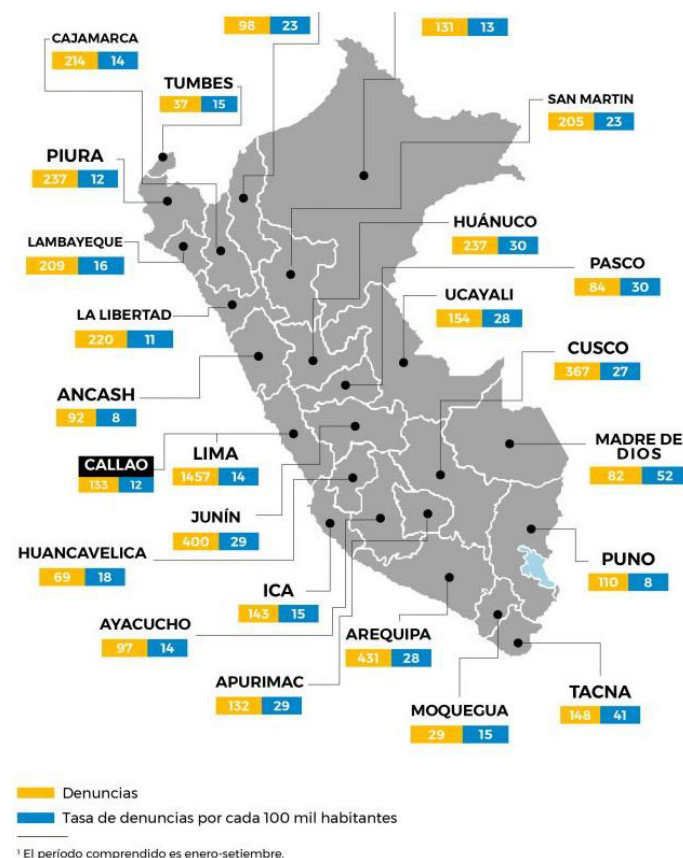 98 23
131 13
CAJAMARCA
214 14
TUMBES
37 15
SAN MARTIN
205 23
PIURA
237 12
HUÁNUCO
237 30
LAMBAYEQUE
209 16
PASCO
84 30
UCAYALI
154 28
LA LIBERTAD
220 11
CUSCO
367 27
ANCASH
92 8
MADRE DE
DIOS
82 52
CALLAO
133 12
LIMA
1457 14
JUNÍN
400 29
HUANCAVELICA
69 18
PUNO
110 8
ICA
143 15
AYACUCHO
97 14
AREQUIPA
431 28
APURIMAC
132 29
TACNA
148 41
MOQUEGUA
29 15
Denuncias
Tasa de denuncias por cada 100 mil habitantes
¹ El período comprendido es enero-setiembre.